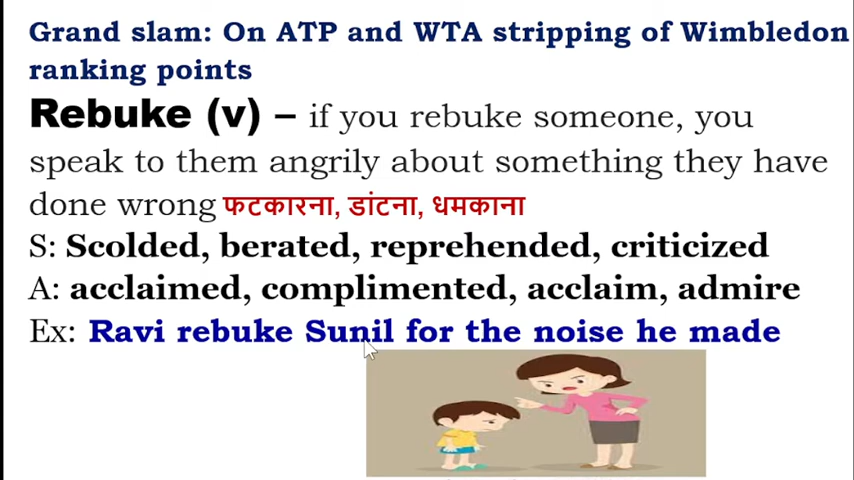 Grand slam: On ATP and WTA stripping of Wimbledon
ranking points
Rebuke (v) – if you rebuke someone, you
speak to them angrily about something they have
done wrong फटकारना, डांटना, धमकाना
S: Scolded, berated, reprehended, criticized
A: acclaimed, complimented, acclaim, admire
Ex: Ravi rebuke Sunil for the noise he made